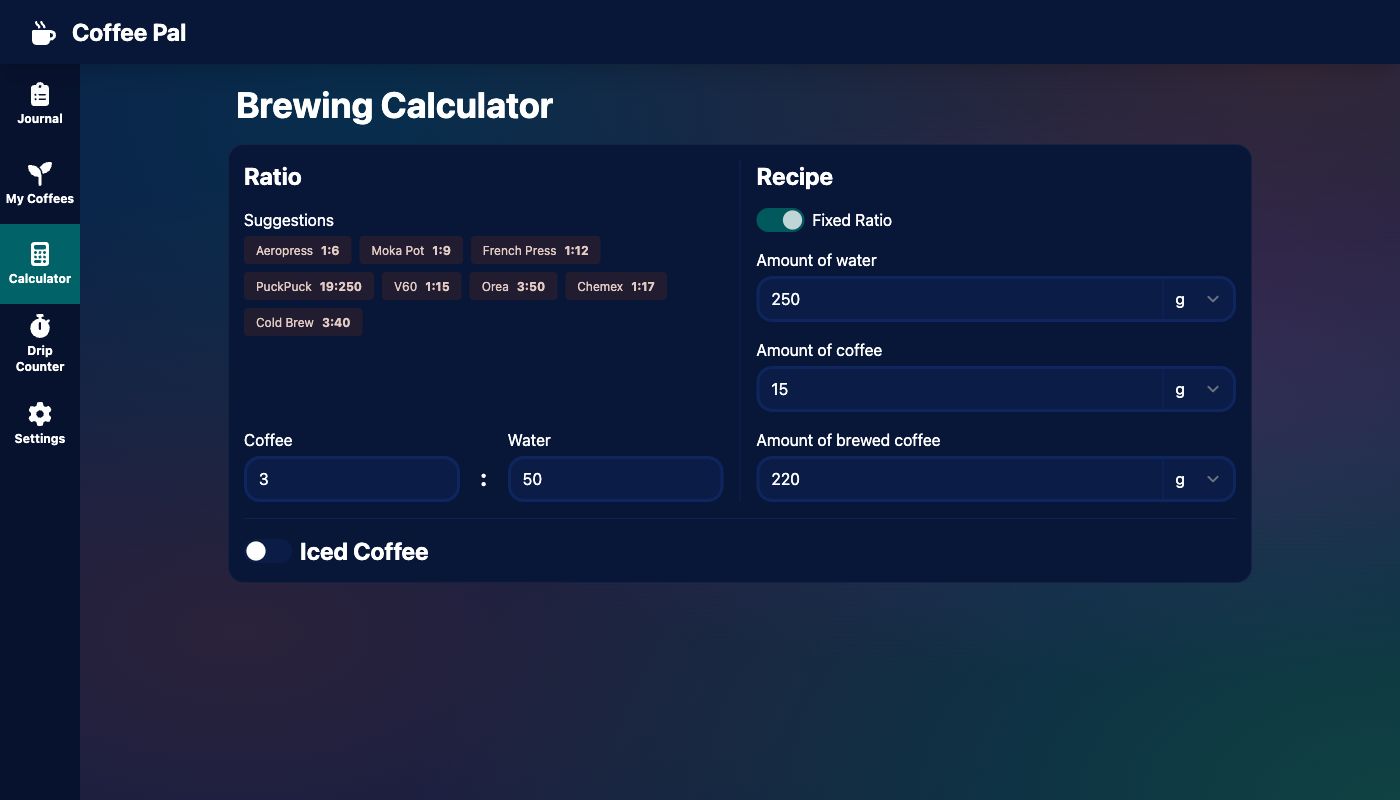 Coffee Pal
Journal
My Coffees
Calculator
Drip
Counter
Settings
Brewing Calculator
Ratio
Suggestions
Aeropress 1:6 Moka Pot 1:9 French Press 1:12
PuckPuck 19:250 V60 1:15 Orea 3:50 Chemex 1:17
Cold Brew 3:40
Coffee Water
3 : 50
Recipe
Fixed Ratio
Amount of water
250 g
Amount of coffee
15 g
Amount of brewed coffee
220 g
Iced Coffee